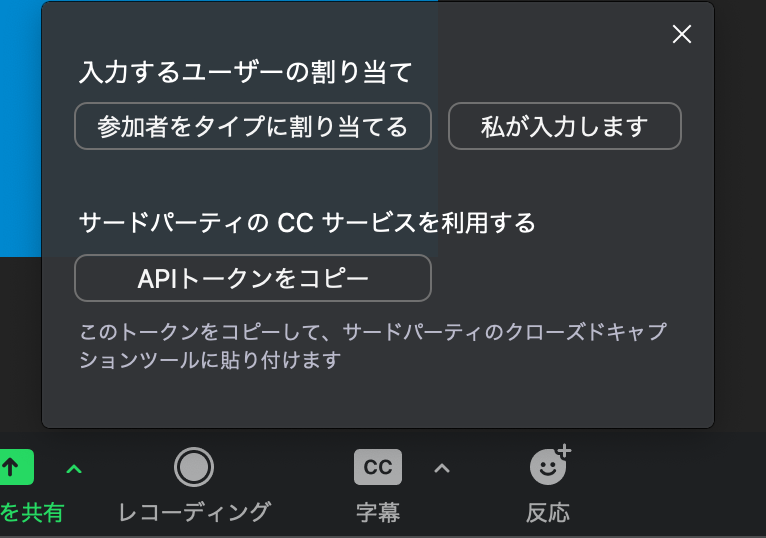 入力するユーザーの割り当て
参加者をタイプに割り当てる 私が入力します
サードパーティの CC サービスを利用する
APIトークンをコピー
このトークンをコピーして、サードパーティのクローズドキャプ
ションツールに貼り付けます
CC
を共有 レコーディング 字幕 反応